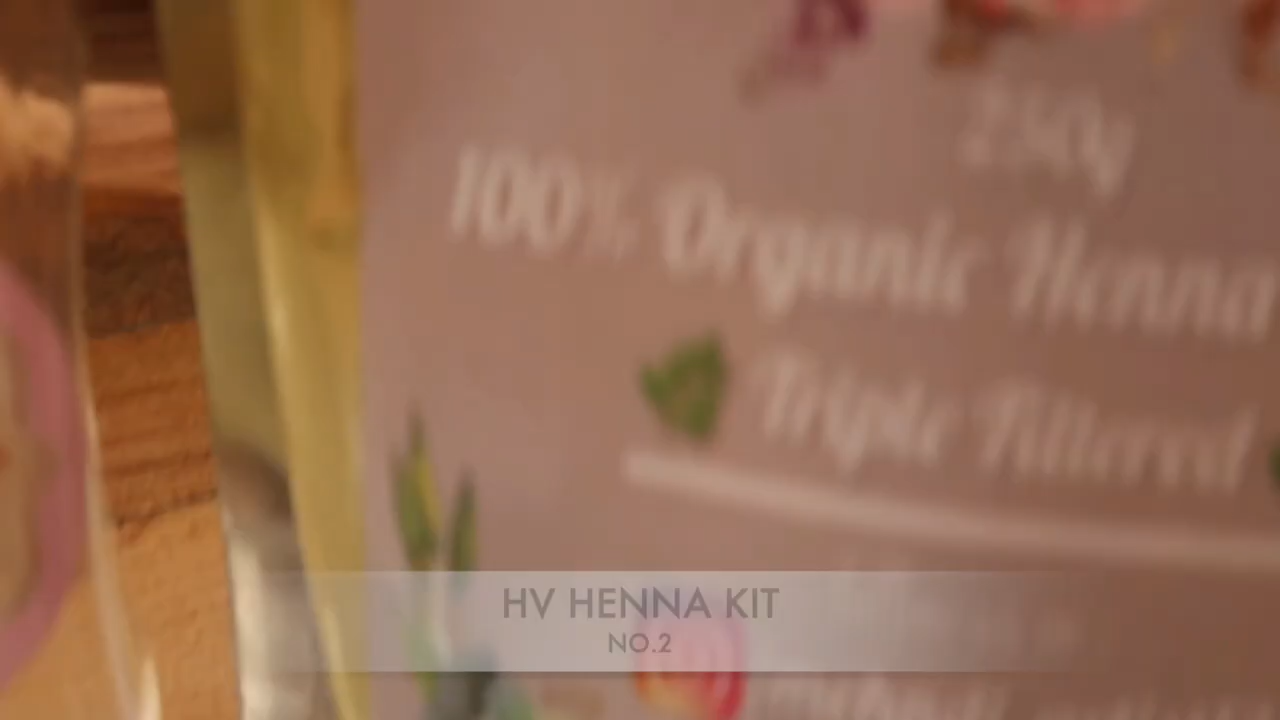 250g
100% Organic Henna
Triple Filtered
HV HENNA KIT
NO.2